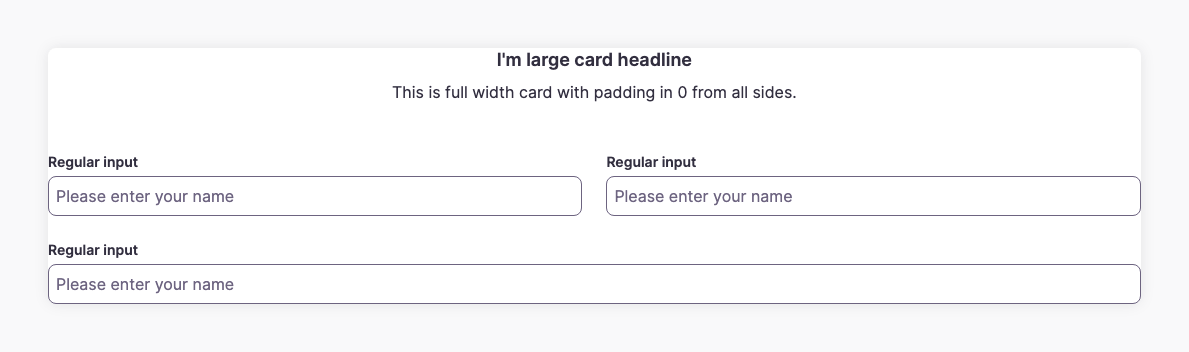 I'm large card headline
This is full width card with padding in 0 from all sides.
Regular input
Regular input
Please enter your name
Please enter your name
Regular input
Please enter your name